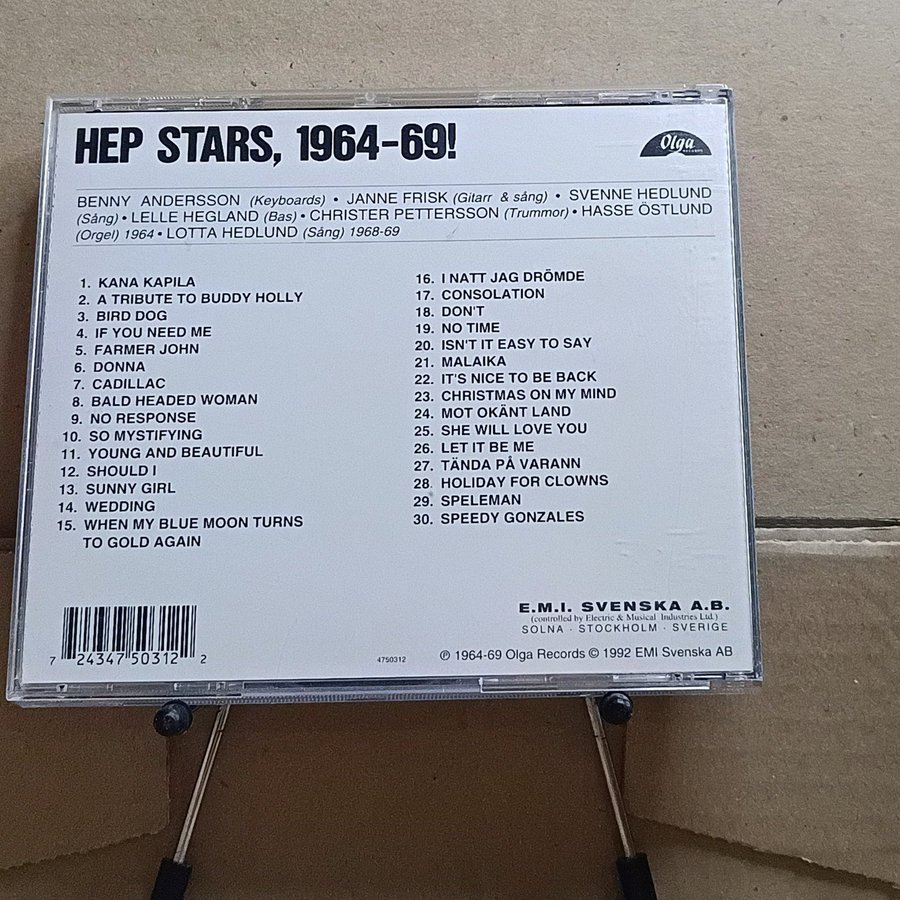 HEP STARS, 1964-69!
Olga
RECORDS
BENNY ANDERSSON (Keyboards) • JANNE FRISK (Gitarr & sång) • SVENNE HEDLUND
(Sång) • LELLE HEGLAND (Bas) • CHRISTER PETTERSSON (Trummor) • HASSE ÖSTLUND
(Orgel) 1964 • LOTTA HEDLUND (Sång) 1968-69
1. KANA KAPILA
2. A TRIBUTE TO BUDDY HOLLY
3. BIRD DOG
4. IF YOU NEED ME
5. FARMER JOHN
6. DONNA
7. CADILLAC
8. BALD HEADED WOMAN
9. NO RESPONSE
10. SO MYSTIFYING
11. YOUNG AND BEAUTIFUL
12. SHOULD I
13. SUNNY GIRL
14. WEDDING
15. WHEN MY BLUE MOON TURNS
TO GOLD AGAIN
16. I NATT JAG DRÖMDE
17. CONSOLATION
18. DON'T
19. NO TIME
20. ISN'T IT EASY TO SAY
21. MALAIKA
22. IT'S NICE TO BE BACK
23. CHRISTMAS ON MY MIND
24. MOT OKÄNT LAND
25. SHE WILL LOVE YOU
26. LET IT BE ME
27. TÄNDA PÅ VARANN
28. HOLIDAY FOR CLOWNS
29. SPELEMAN
30. SPEEDY GONZALES
E.M.I. SVENSKA A.B.
(controlled by Electric & Musical Industries Ltd.)
SOLNA · STOCKHOLM · SVERIGE
7 24347 50312 2
4750312
℗ 1964-69 Olga Records © 1992 EMI Svenska AB